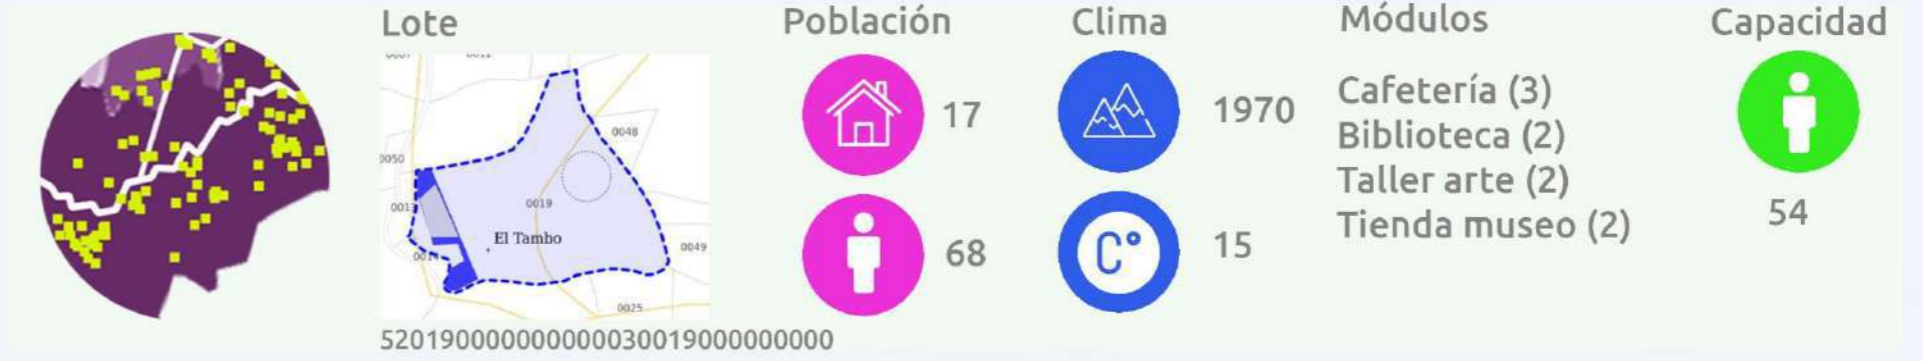 Lote
Población
Clima
Módulos
Capacidad
0048
0050
0019
El Tambo
0049
0025
520190000000000030019000000000
17
68
1970
C°
15
Cafetería (3)
Biblioteca (2)
Taller arte (2)
Tienda museo (2)
54